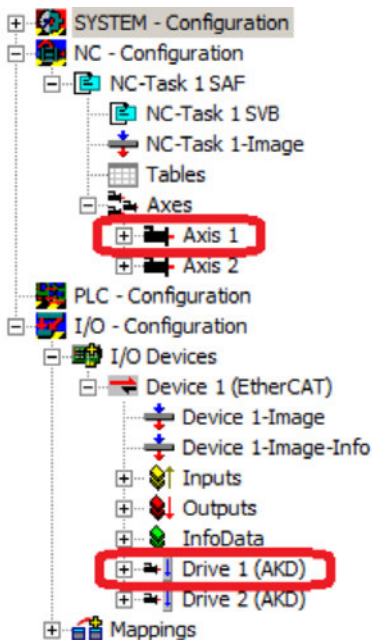 SYSTEM - Configuration
NC - Configuration
NC-Task 1 SAF
NC-Task 1 SVB
NC-Task 1-Image
Tables
Axes
Axis 1
Axis 2
PLC - Configuration
I/O - Configuration
I/O Devices
Device 1 (EtherCAT)
Device 1-Image
Device 1-Image-Info
Inputs
Outputs
InfoData
Drive 1 (AKD)
Drive 2 (AKD)
Mappings